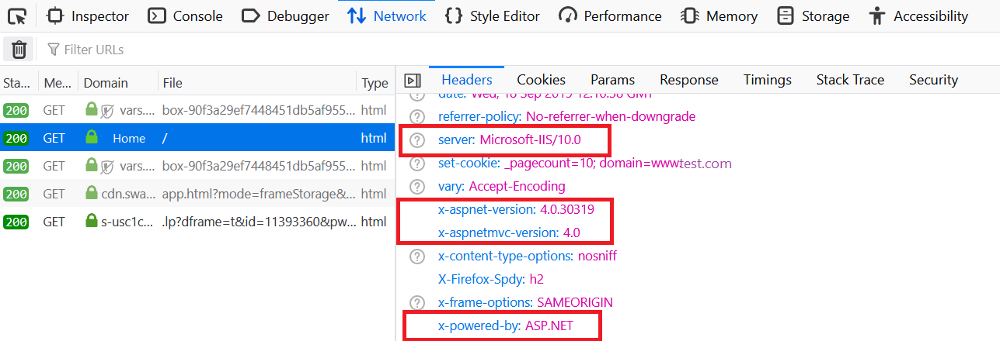 Inspector Console Debugger Network Style Editor Performance Memory Storage Accessibility
Filter URLs
Sta... Me... Domain File Type
Headers Cookies Params Response Timings Stack Trace Security
200 GET vars.... box-90f3a29ef7448451db5af955... html
200 GET Home / html
200 GET vars.... box-90f3a29ef7448451db5af955... html
200 GET cdn.swa... app.html?mode=frameStorage&... html
200 GET s-usc1c... .lp?dframe=t&id=11393360&pw... html
date: Wed, 18 Sep 2019 12:10:58 GMT
referrer-policy: No-referrer-when-downgrade
server: Microsoft-IIS/10.0
set-cookie: _pagecount=10; domain=www.test.com
vary: Accept-Encoding
x-aspnet-version: 4.0.30319
x-aspnetmvc-version: 4.0
x-content-type-options: nosniff
X-Firefox-Spdy: h2
x-frame-options: SAMEORIGIN
x-powered-by: ASP.NET